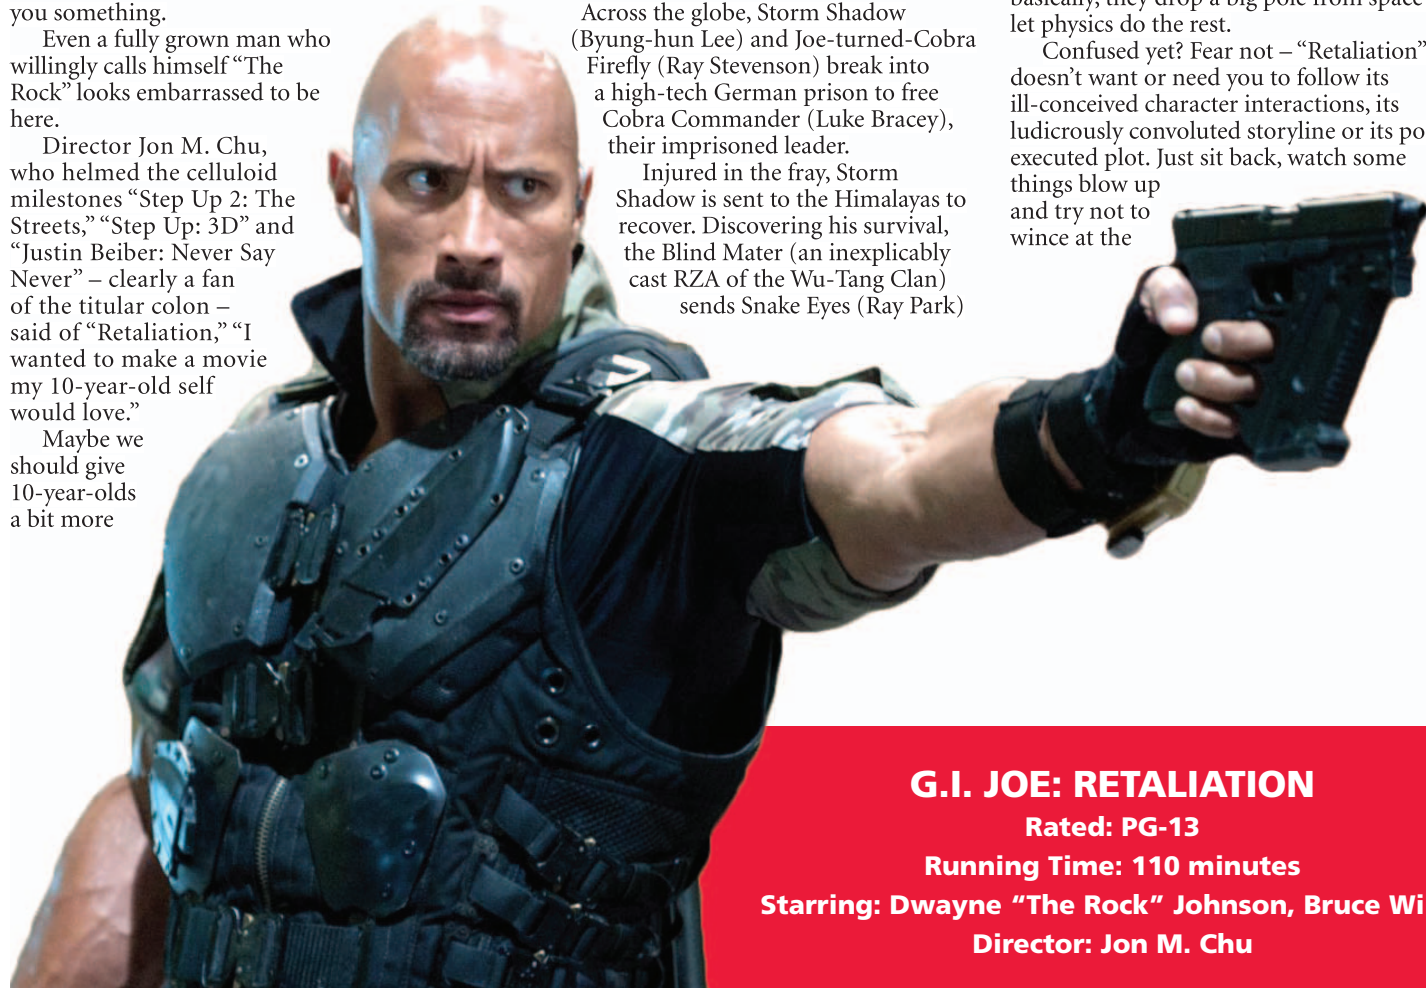 you something.
Even a fully grown man who
willingly calls himself “The
Rock” looks embarrassed to be
here.
Director Jon M. Chu,
who helmed the celluloid
milestones “Step Up 2: The
Streets,” “Step Up: 3D” and
“Justin Beiber: Never Say
Never” – clearly a fan
of the titular colon –
said of “Retaliation,” “I
wanted to make a movie
my 10-year-old self
would love.”
Maybe we
should give
10-year-olds
a bit more
Across the globe, Storm Shadow
(Byung-hun Lee) and Joe-turned-Cobra
Firefly (Ray Stevenson) break into
a high-tech German prison to free
Cobra Commander (Luke Bracey),
their imprisoned leader.
Injured in the fray, Storm
Shadow is sent to the Himalayas to
recover. Discovering his survival,
the Blind Mater (an inexplicably
cast RZA of the Wu-Tang Clan)
sends Snake Eyes (Ray Park)
basically, they drop a big pole from space
let physics do the rest.
Confused yet? Fear not – “Retaliation”
doesn’t want or need you to follow its
ill-conceived character interactions, its
ludicrously convoluted storyline or its po
executed plot. Just sit back, watch some
things blow up
and try not to
wince at the
G.I. JOE: RETALIATION
Rated: PG-13
Running Time: 110 minutes
Starring: Dwayne “The Rock” Johnson, Bruce Wi
Director: Jon M. Chu